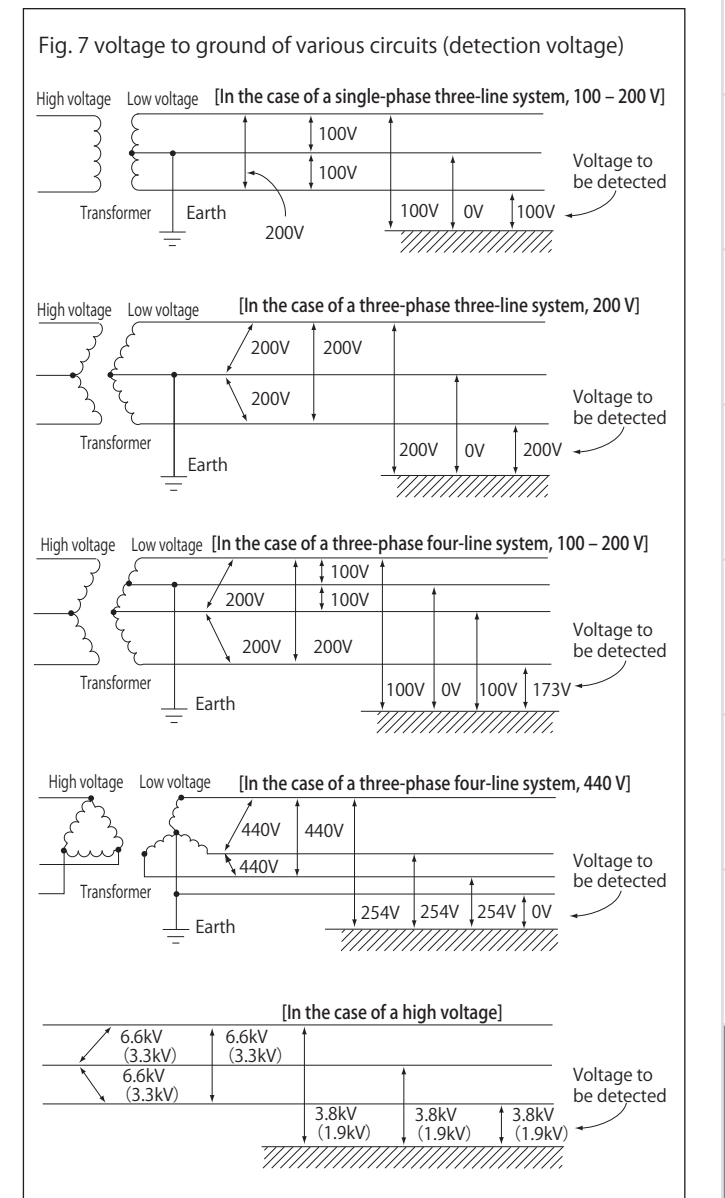 Fig. 7 voltage to ground of various circuits (detection voltage)
High voltage Low voltage [In the case of a single-phase three-line system, 100 – 200 V]
100V
100V
Voltage to
be detected
Transformer Earth 200V 100V 0V 100V
High voltage Low voltage [In the case of a three-phase three-line system, 200 V]
200V 200V
200V
Voltage to
be detected
Transformer Earth 200V 0V 200V
High voltage Low voltage [In the case of a three-phase four-line system, 100 – 200 V]
100V
200V 100V
Voltage to
be detected
200V 200V
Transformer Earth 100V 0V 100V 173V
High voltage Low voltage [In the case of a three-phase four-line system, 440 V]
440V 440V
440V
Voltage to
be detected
Transformer Earth 254V 254V 254V 0V
[In the case of a high voltage]
6.6kV 6.6kV
(3.3kV) (3.3kV)
6.6kV
(3.3kV)
Voltage to
be detected
3.8kV 3.8kV 3.8kV
(1.9kV) (1.9kV) (1.9kV)